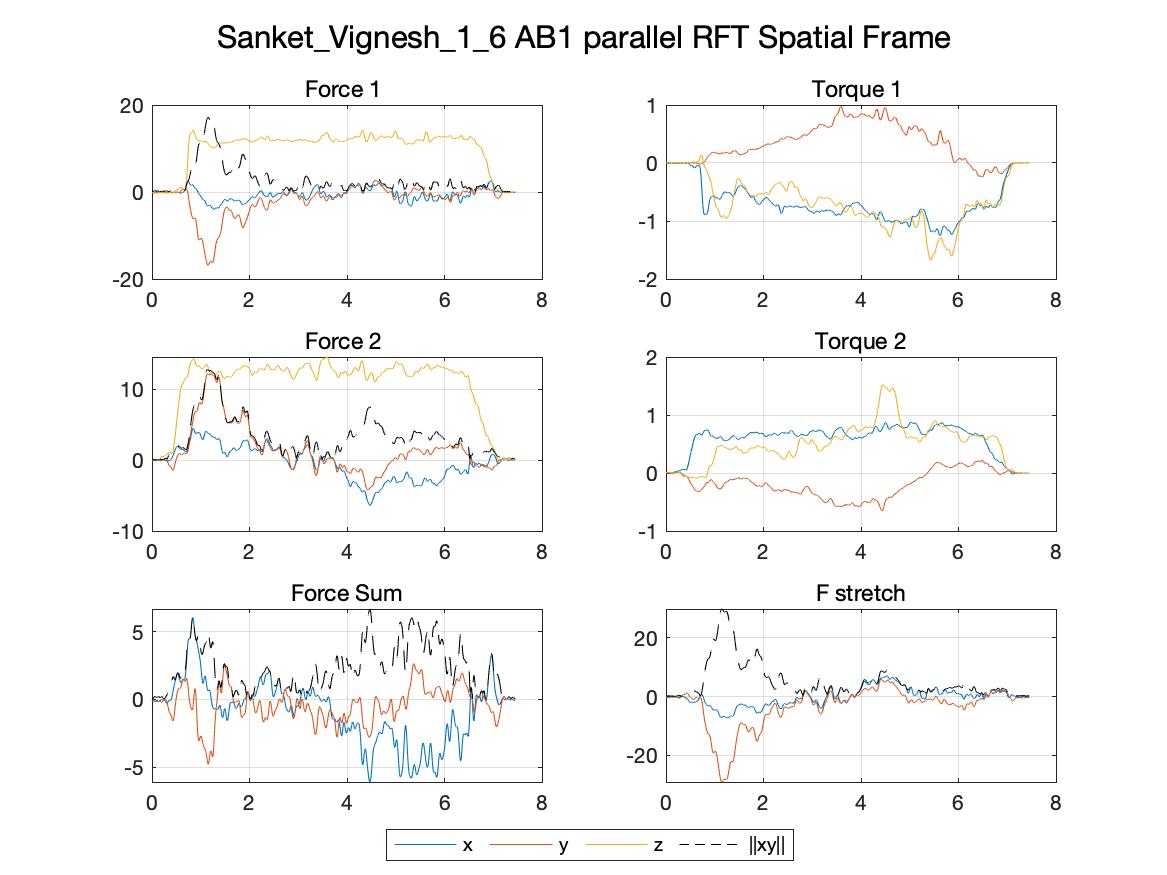 Sanket_Vignesh_1_6 AB1 parallel RFT Spatial Frame
Force 1
20
0
-20
0 2 4 6 8
Torque 1
1
0
-1
-2
0 2 4 6 8
Force 2
10
0
-10
0 2 4 6 8
Torque 2
2
1
0
-1
0 2 4 6 8
Force Sum
5
0
-5
0 2 4 6 8
F stretch
20
0
-20
0 2 4 6 8
x y z ||xy||